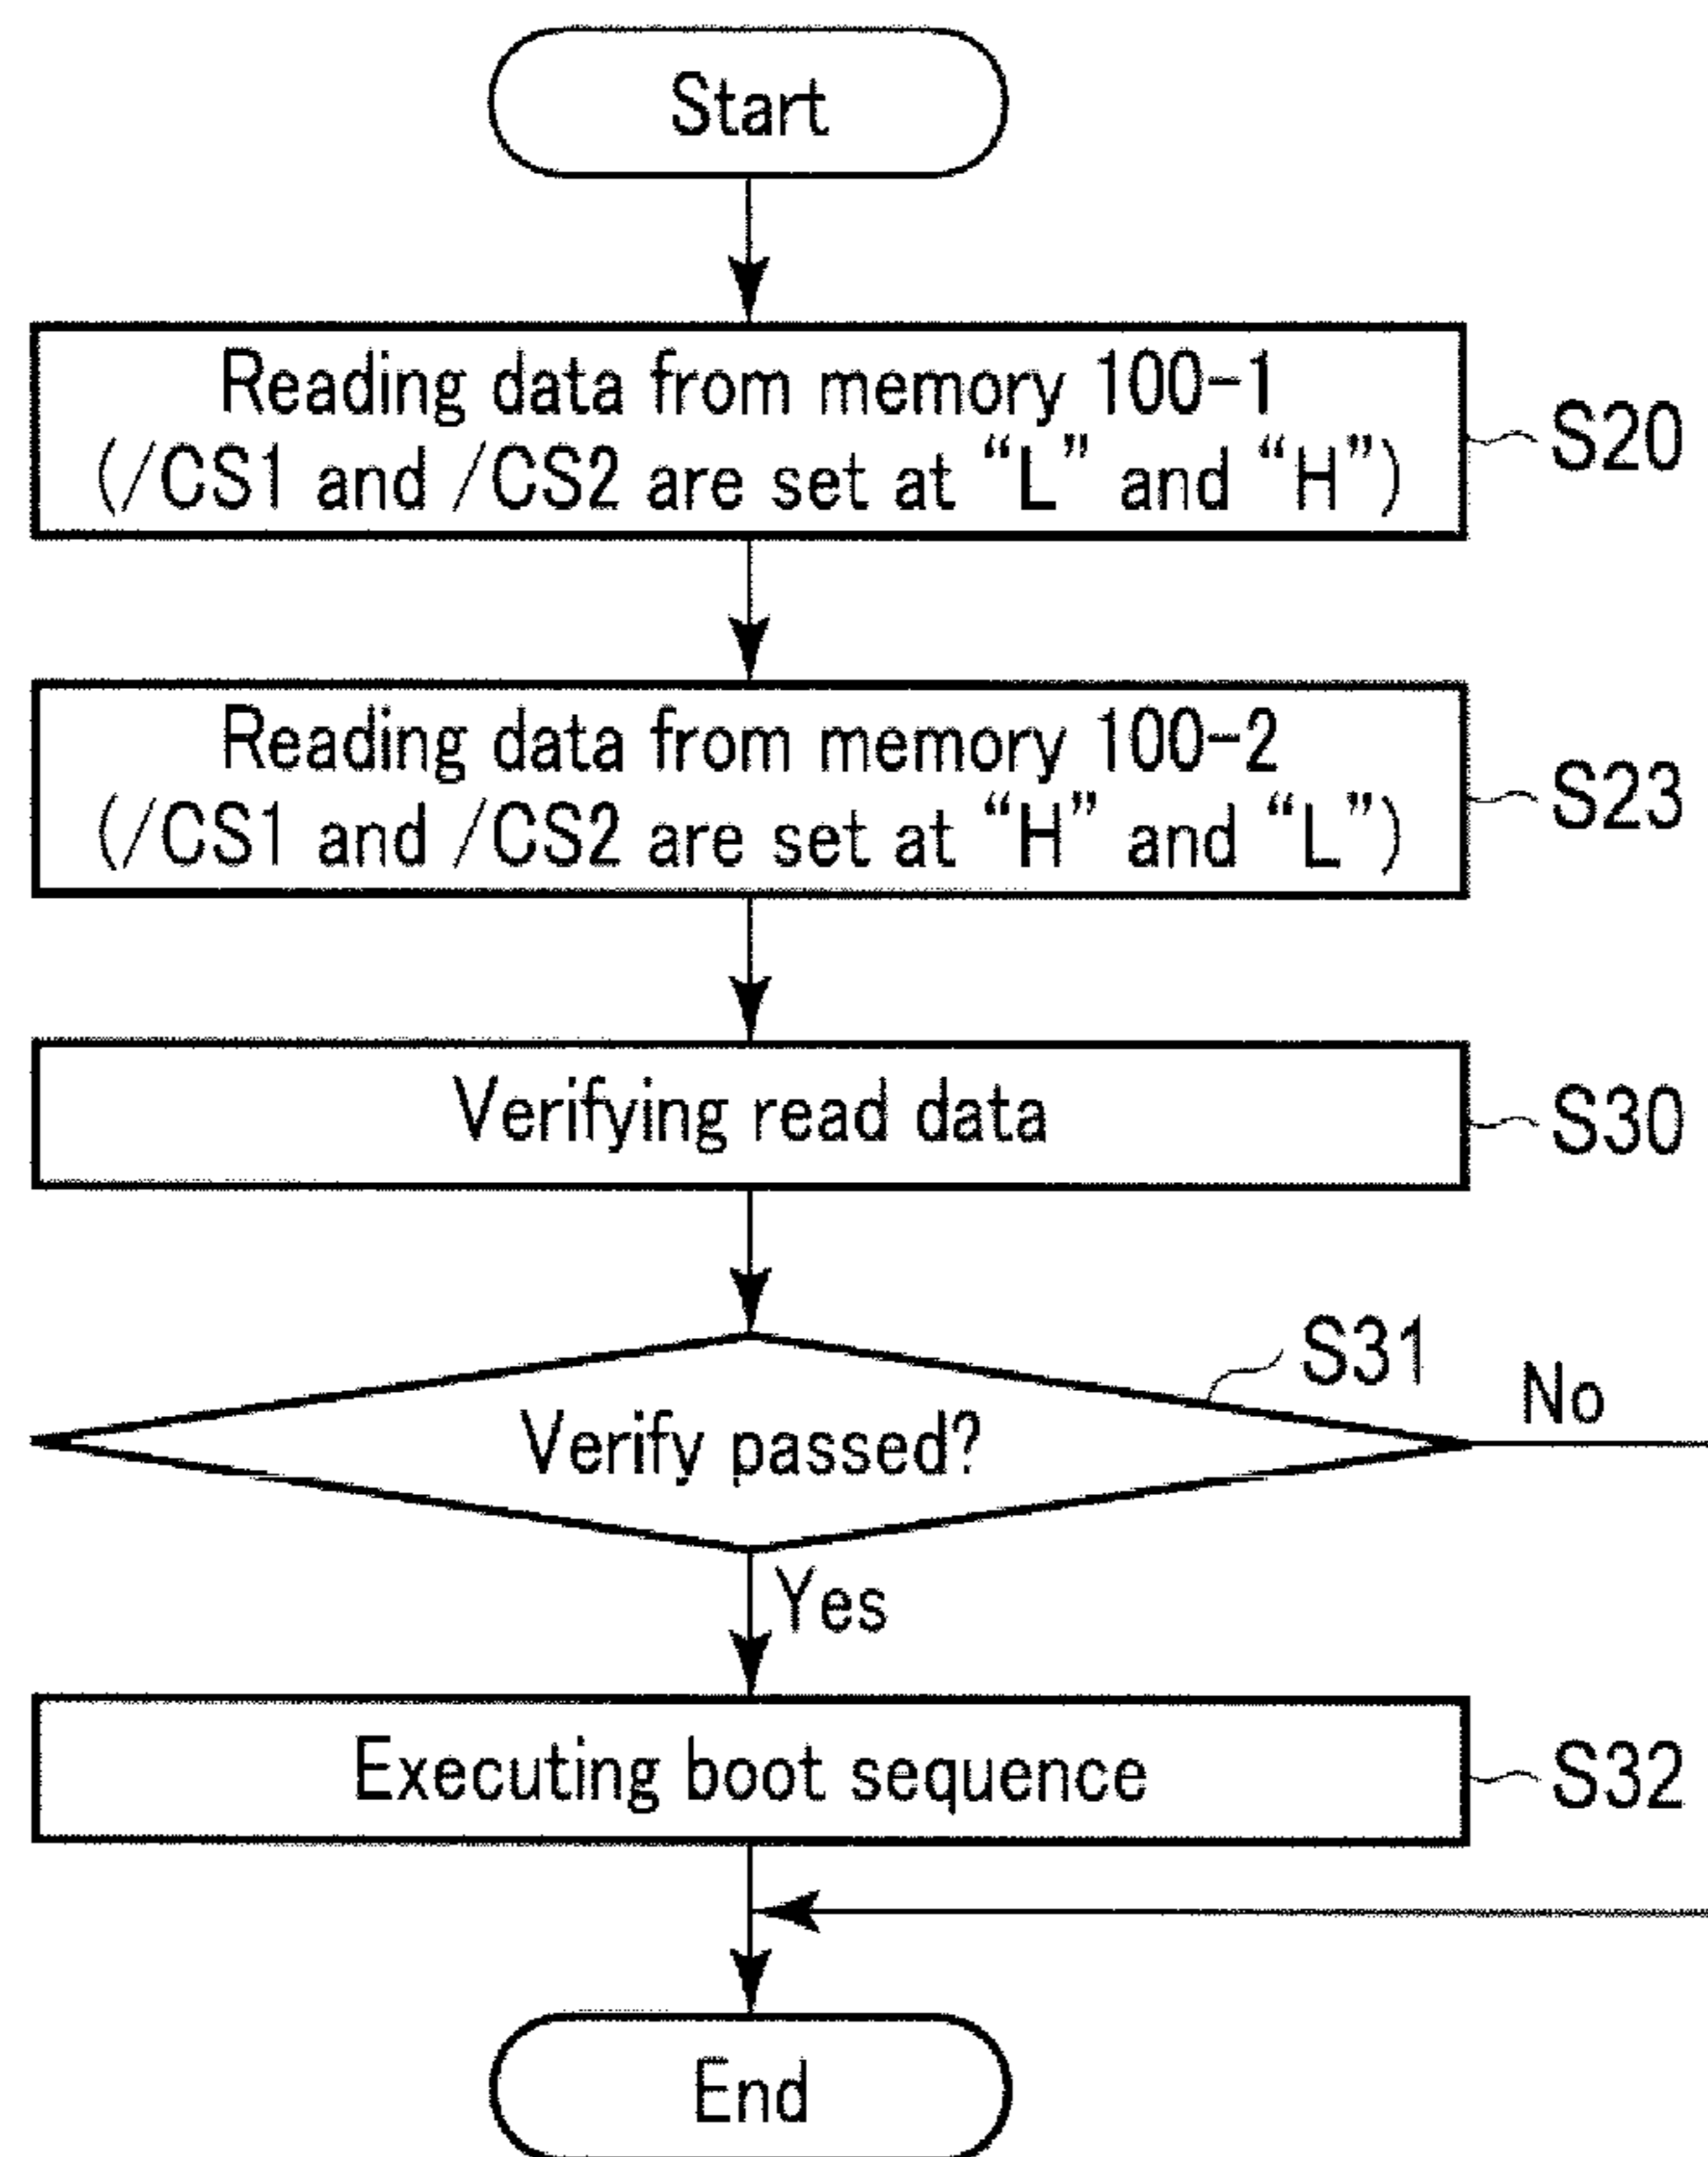 Start
Reading data from memory 100-1
(/CS1 and /CS2 are set at “L” and “H”)
S20
Reading data from memory 100-2
(/CS1 and /CS2 are set at “H” and “L”)
S23
Verifying read data
S30
S31
No
Verify passed?
Yes
Executing boot sequence
S32
End